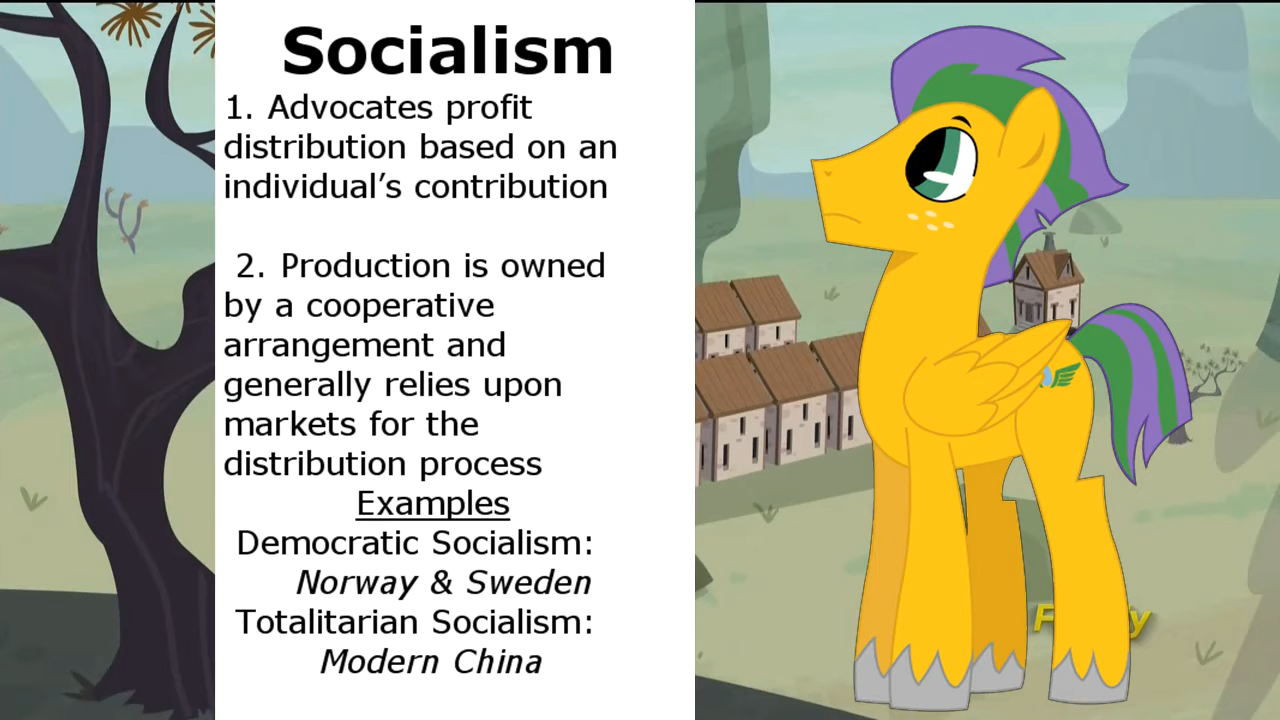 Socialism
1. Advocates profit
distribution based on an
individual’s contribution
2. Production is owned
by a cooperative
arrangement and
generally relies upon
markets for the
distribution process
Examples
Democratic Socialism:
Norway & Sweden
Totalitarian Socialism:
Modern China